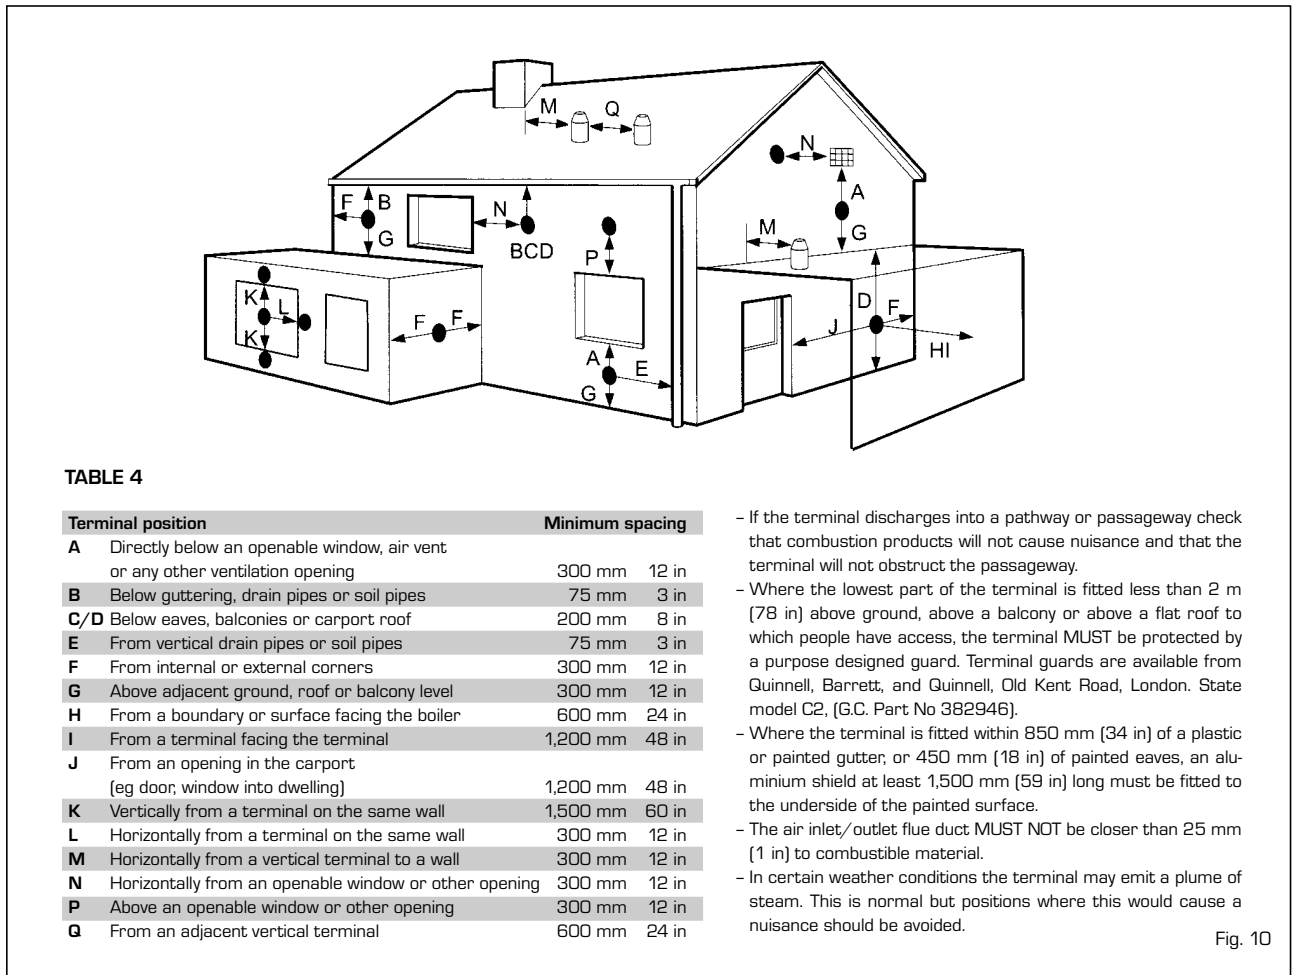 M Q
N
A
F B N
G
BCD
G
M
P
K
L
K
F F
D
F
J
HI
A
E
G
TABLE 4
Terminal position Minimum spacing
A Directly below an openable window, air vent
or any other ventilation opening 300 mm 12 in
B Below guttering, drain pipes or soil pipes 75 mm 3 in
C/D Below eaves, balconies or carport roof 200 mm 8 in
E From vertical drain pipes or soil pipes 75 mm 3 in
F From internal or external corners 300 mm 12 in
G Above adjacent ground, roof or balcony level 300 mm 12 in
H From a boundary or surface facing the boiler 600 mm 24 in
I From a terminal facing the terminal 1,200 mm 48 in
J From an opening in the carport
(eg door, window into dwelling) 1,200 mm 48 in
K Vertically from a terminal on the same wall 1,500 mm 60 in
L Horizontally from a terminal on the same wall 300 mm 12 in
M Horizontally from a vertical terminal to a wall 300 mm 12 in
N Horizontally from an openable window or other opening 300 mm 12 in
P Above an openable window or other opening 300 mm 12 in
Q From an adjacent vertical terminal 600 mm 24 in
– If the terminal discharges into a pathway or passageway check
that combustion products will not cause nuisance and that the
terminal will not obstruct the passageway.
– Where the lowest part of the terminal is fitted less than 2 m
(78 in) above ground, above a balcony or above a flat roof to
which people have access, the terminal MUST be protected by
a purpose designed guard. Terminal guards are available from
Quinnell, Barrett, and Quinnell, Old Kent Road, London. State
model C2, (G.C. Part No 382946).
– Where the terminal is fitted within 850 mm (34 in) of a plastic
or painted gutter, or 450 mm (18 in) of painted eaves, an alu-
minium shield at least 1,500 mm (59 in) long must be fitted to
the underside of the painted surface.
– The air inlet/outlet flue duct MUST NOT be closer than 25 mm
(1 in) to combustible material.
– In certain weather conditions the terminal may emit a plume of
steam. This is normal but positions where this would cause a
nuisance should be avoided.
Fig. 10